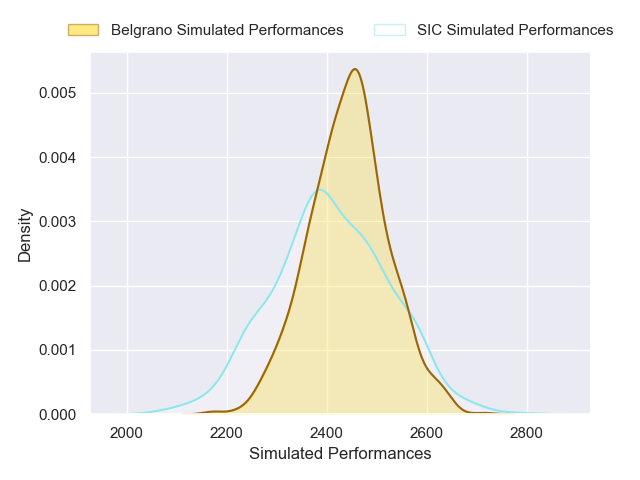 Belgrano Simulated Performances SIC Simulated Performances
0.005
0.004
0.003
0.002
0.001
0.000
Density
2000 2200 2400 2600 2800
Simulated Performances